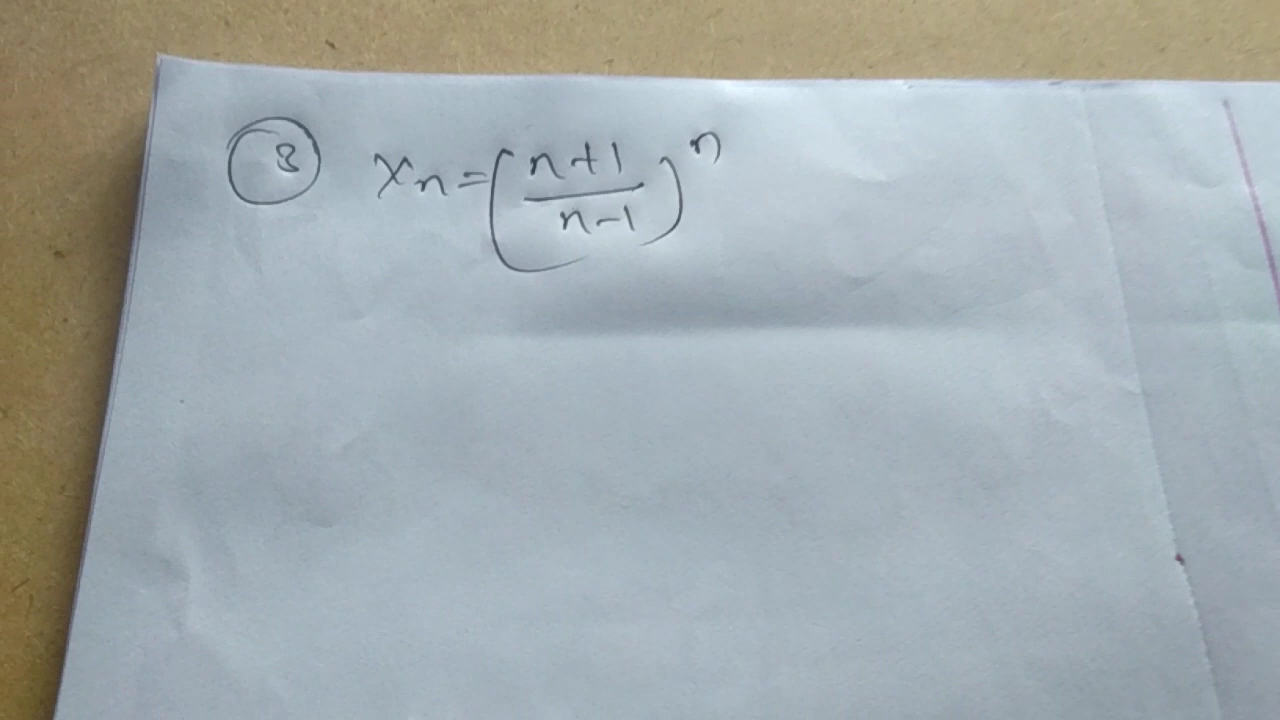 ③ xn = (n+1/n-1)^n